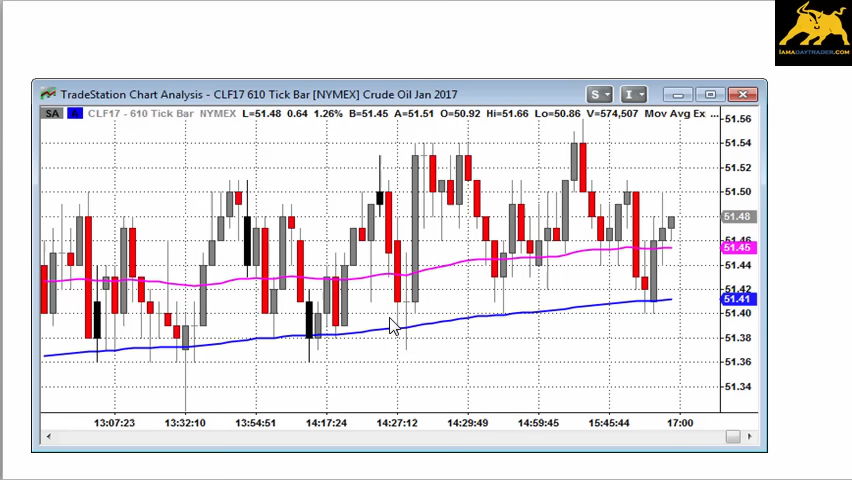 IAMADAYTRADER.COM
TradeStation Chart Analysis - CLF17 610 Tick Bar [NYMEX] Crude Oil Jan 2017
S
I
SA
A
CLF17 - 610 Tick Bar NYMEX L=51.48 0.64 1.26% B=51.45 A=51.51 O=50.92 Hi=51.66 Lo=50.86 V=574,507 Mov Avg Ex ...
51.56
51.54
51.52
51.50
51.48
51.46
51.45
51.44
51.42
51.41
51.40
51.38
51.36
51.34
13:07:23 13:32:10 13:54:51 14:17:24 14:27:12 14:29:49 14:59:45 15:45:44 17:00